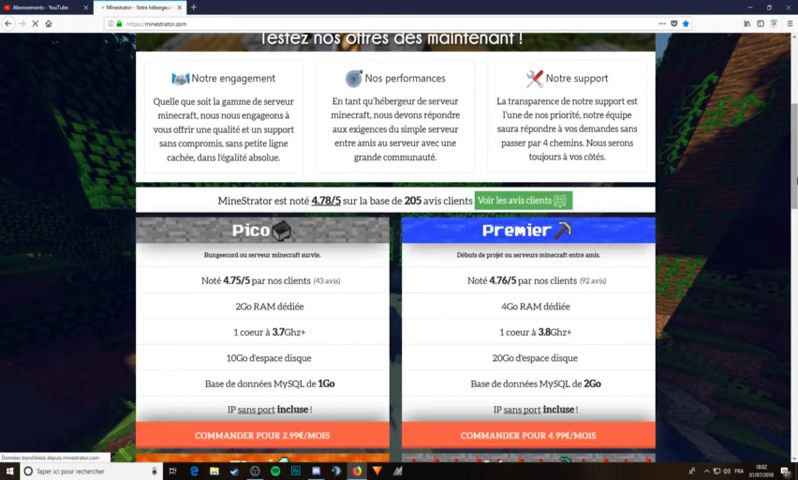 Abonnements - YouTube
Minestrator - Votre hébergeur
https://minestrator.com
Testez nos offres dès maintenant !
Notre engagement
Quelle que soit la gamme de serveur
minecraft, nous nous engageons à
vous offrir une qualité et un support
sans compromis, sans petite ligne
cachée, dans l'égalité absolue.
Nos performances
En tant qu'hébergeur de serveur
minecraft, nous devons répondre
aux exigences du simple serveur
entre amis au serveur avec une
grande communauté.
Notre support
La transparence de notre support est
l'une de nos priorité, notre équipe
saura répondre à vos demandes sans
passer par 4 chemins. Nous serons
toujours à vos côtés.
MineStrator est noté 4.78/5 sur la base de 205 avis clients
Voir les avis clients
Pico
Bungeecord ou serveur minecraft survie.
Noté 4.75/5 par nos clients (43 avis)
2Go RAM dédiée
1 coeur à 3.7Ghz+
10Go d'espace disque
Base de données MySQL de 1Go
IP sans port incluse !
COMMANDER POUR 2.99€/MOIS
Premier
Débuts de projet ou serveurs minecraft entre amis.
Noté 4.76/5 par nos clients (92 avis)
4Go RAM dédiée
1 coeur à 3.8Ghz+
20Go d'espace disque
Base de données MySQL de 2Go
IP sans port incluse !
COMMANDER POUR 4.99€/MOIS
Données transférées depuis minestrator.com
Taper ici pour rechercher
FRA
18:02
01/07/2018